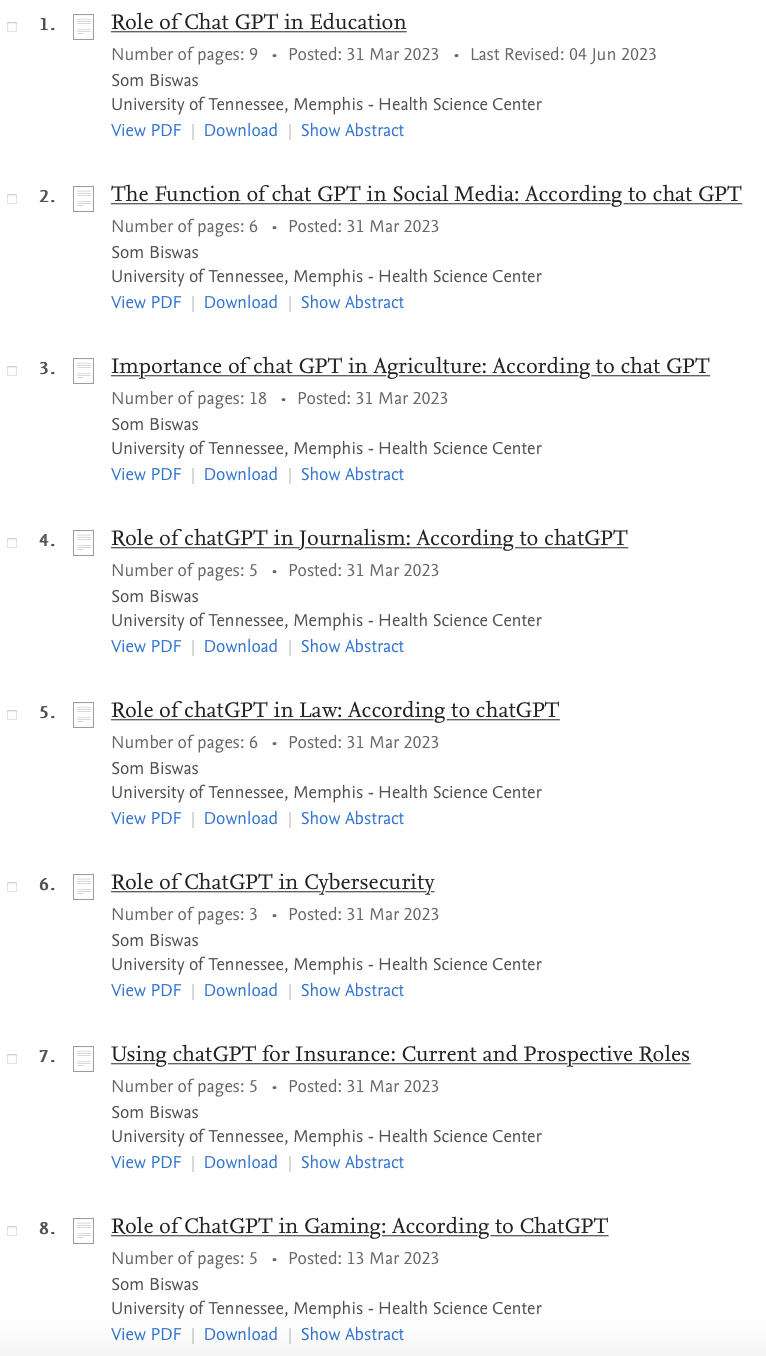 1. Role of Chat GPT in Education
Number of pages: 9 • Posted: 31 Mar 2023 • Last Revised: 04 Jun 2023
Som Biswas
University of Tennessee, Memphis - Health Science Center
View PDF | Download | Show Abstract
2. The Function of chat GPT in Social Media: According to chat GPT
Number of pages: 6 • Posted: 31 Mar 2023
Som Biswas
University of Tennessee, Memphis - Health Science Center
View PDF | Download | Show Abstract
3. Importance of chat GPT in Agriculture: According to chat GPT
Number of pages: 18 • Posted: 31 Mar 2023
Som Biswas
University of Tennessee, Memphis - Health Science Center
View PDF | Download | Show Abstract
4. Role of chatGPT in Journalism: According to chatGPT
Number of pages: 5 • Posted: 31 Mar 2023
Som Biswas
University of Tennessee, Memphis - Health Science Center
View PDF | Download | Show Abstract
5. Role of chatGPT in Law: According to chatGPT
Number of pages: 6 • Posted: 31 Mar 2023
Som Biswas
University of Tennessee, Memphis - Health Science Center
View PDF | Download | Show Abstract
6. Role of ChatGPT in Cybersecurity
Number of pages: 3 • Posted: 31 Mar 2023
Som Biswas
University of Tennessee, Memphis - Health Science Center
View PDF | Download | Show Abstract
7. Using chatGPT for Insurance: Current and Prospective Roles
Number of pages: 5 • Posted: 31 Mar 2023
Som Biswas
University of Tennessee, Memphis - Health Science Center
View PDF | Download | Show Abstract
8. Role of ChatGPT in Gaming: According to ChatGPT
Number of pages: 5 • Posted: 13 Mar 2023
Som Biswas
University of Tennessee, Memphis - Health Science Center
View PDF | Download | Show Abstract